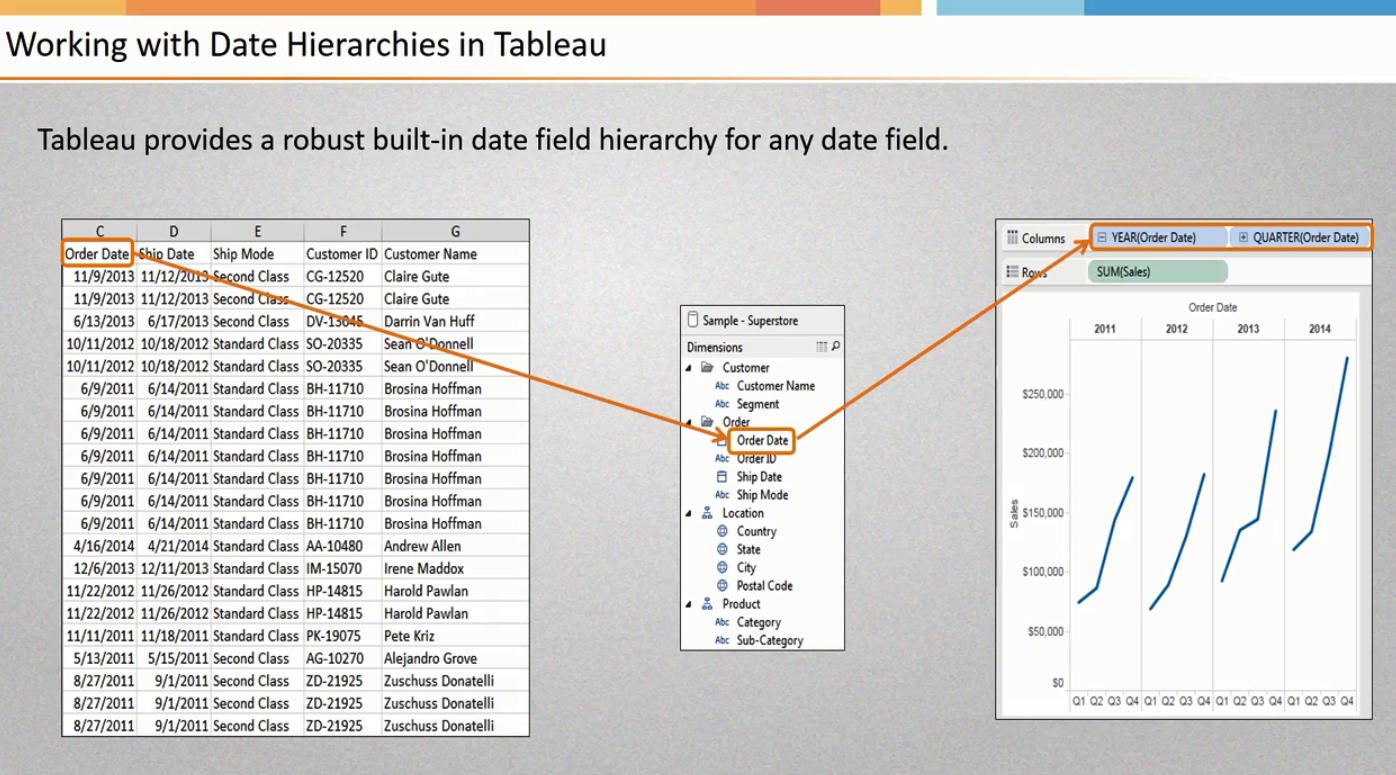 Working with Date Hierarchies in Tableau
Tableau provides a robust built-in date field hierarchy for any date field.
C D E F G
Order Date Ship Date Ship Mode Customer ID Customer Name
11/9/2013 11/12/2013 Second Class CG-12520 Claire Gute
11/9/2013 11/12/2013 Second Class CG-12520 Claire Gute
6/13/2013 6/17/2013 Second Class DV-13045 Darrin Van Huff
10/11/2012 10/18/2012 Standard Class SO-20335 Sean O'Donnell
10/11/2012 10/18/2012 Standard Class SO-20335 Sean O'Donnell
6/9/2011 6/14/2011 Standard Class BH-11710 Brosina Hoffman
6/9/2011 6/14/2011 Standard Class BH-11710 Brosina Hoffman
6/9/2011 6/14/2011 Standard Class BH-11710 Brosina Hoffman
6/9/2011 6/14/2011 Standard Class BH-11710 Brosina Hoffman
6/9/2011 6/14/2011 Standard Class BH-11710 Brosina Hoffman
6/9/2011 6/14/2011 Standard Class BH-11710 Brosina Hoffman
6/9/2011 6/14/2011 Standard Class BH-11710 Brosina Hoffman
4/16/2014 4/21/2014 Standard Class AA-10480 Andrew Allen
12/6/2013 12/11/2013 Standard Class IM-15070 Irene Maddox
11/22/2012 11/26/2012 Standard Class HP-14815 Harold Pawlan
11/22/2012 11/26/2012 Standard Class HP-14815 Harold Pawlan
11/11/2011 11/18/2011 Standard Class PK-19075 Pete Kriz
5/13/2011 5/15/2011 Second Class AG-10270 Alejandro Grove
8/27/2011 9/1/2011 Second Class ZD-21925 Zuschuss Donatelli
8/27/2011 9/1/2011 Second Class ZD-21925 Zuschuss Donatelli
8/27/2011 9/1/2011 Second Class ZD-21925 Zuschuss Donatelli
Sample - Superstore
Dimensions
Customer
Abc Customer Name
Abc Segment
Order
Order Date
Abc Order ID
Ship Date
Abc Ship Mode
Location
Country
State
City
Postal Code
Product
Abc Category
Abc Sub-Category
Columns YEAR(Order Date) QUARTER(Order Date)
Rows SUM(Sales)
Order Date
2011 2012 2013 2014
Sales
$250,000
$200,000
$150,000
$100,000
$50,000
$0
Q1 Q2 Q3 Q4 Q1 Q2 Q3 Q4 Q1 Q2 Q3 Q4 Q1 Q2 Q3 Q4